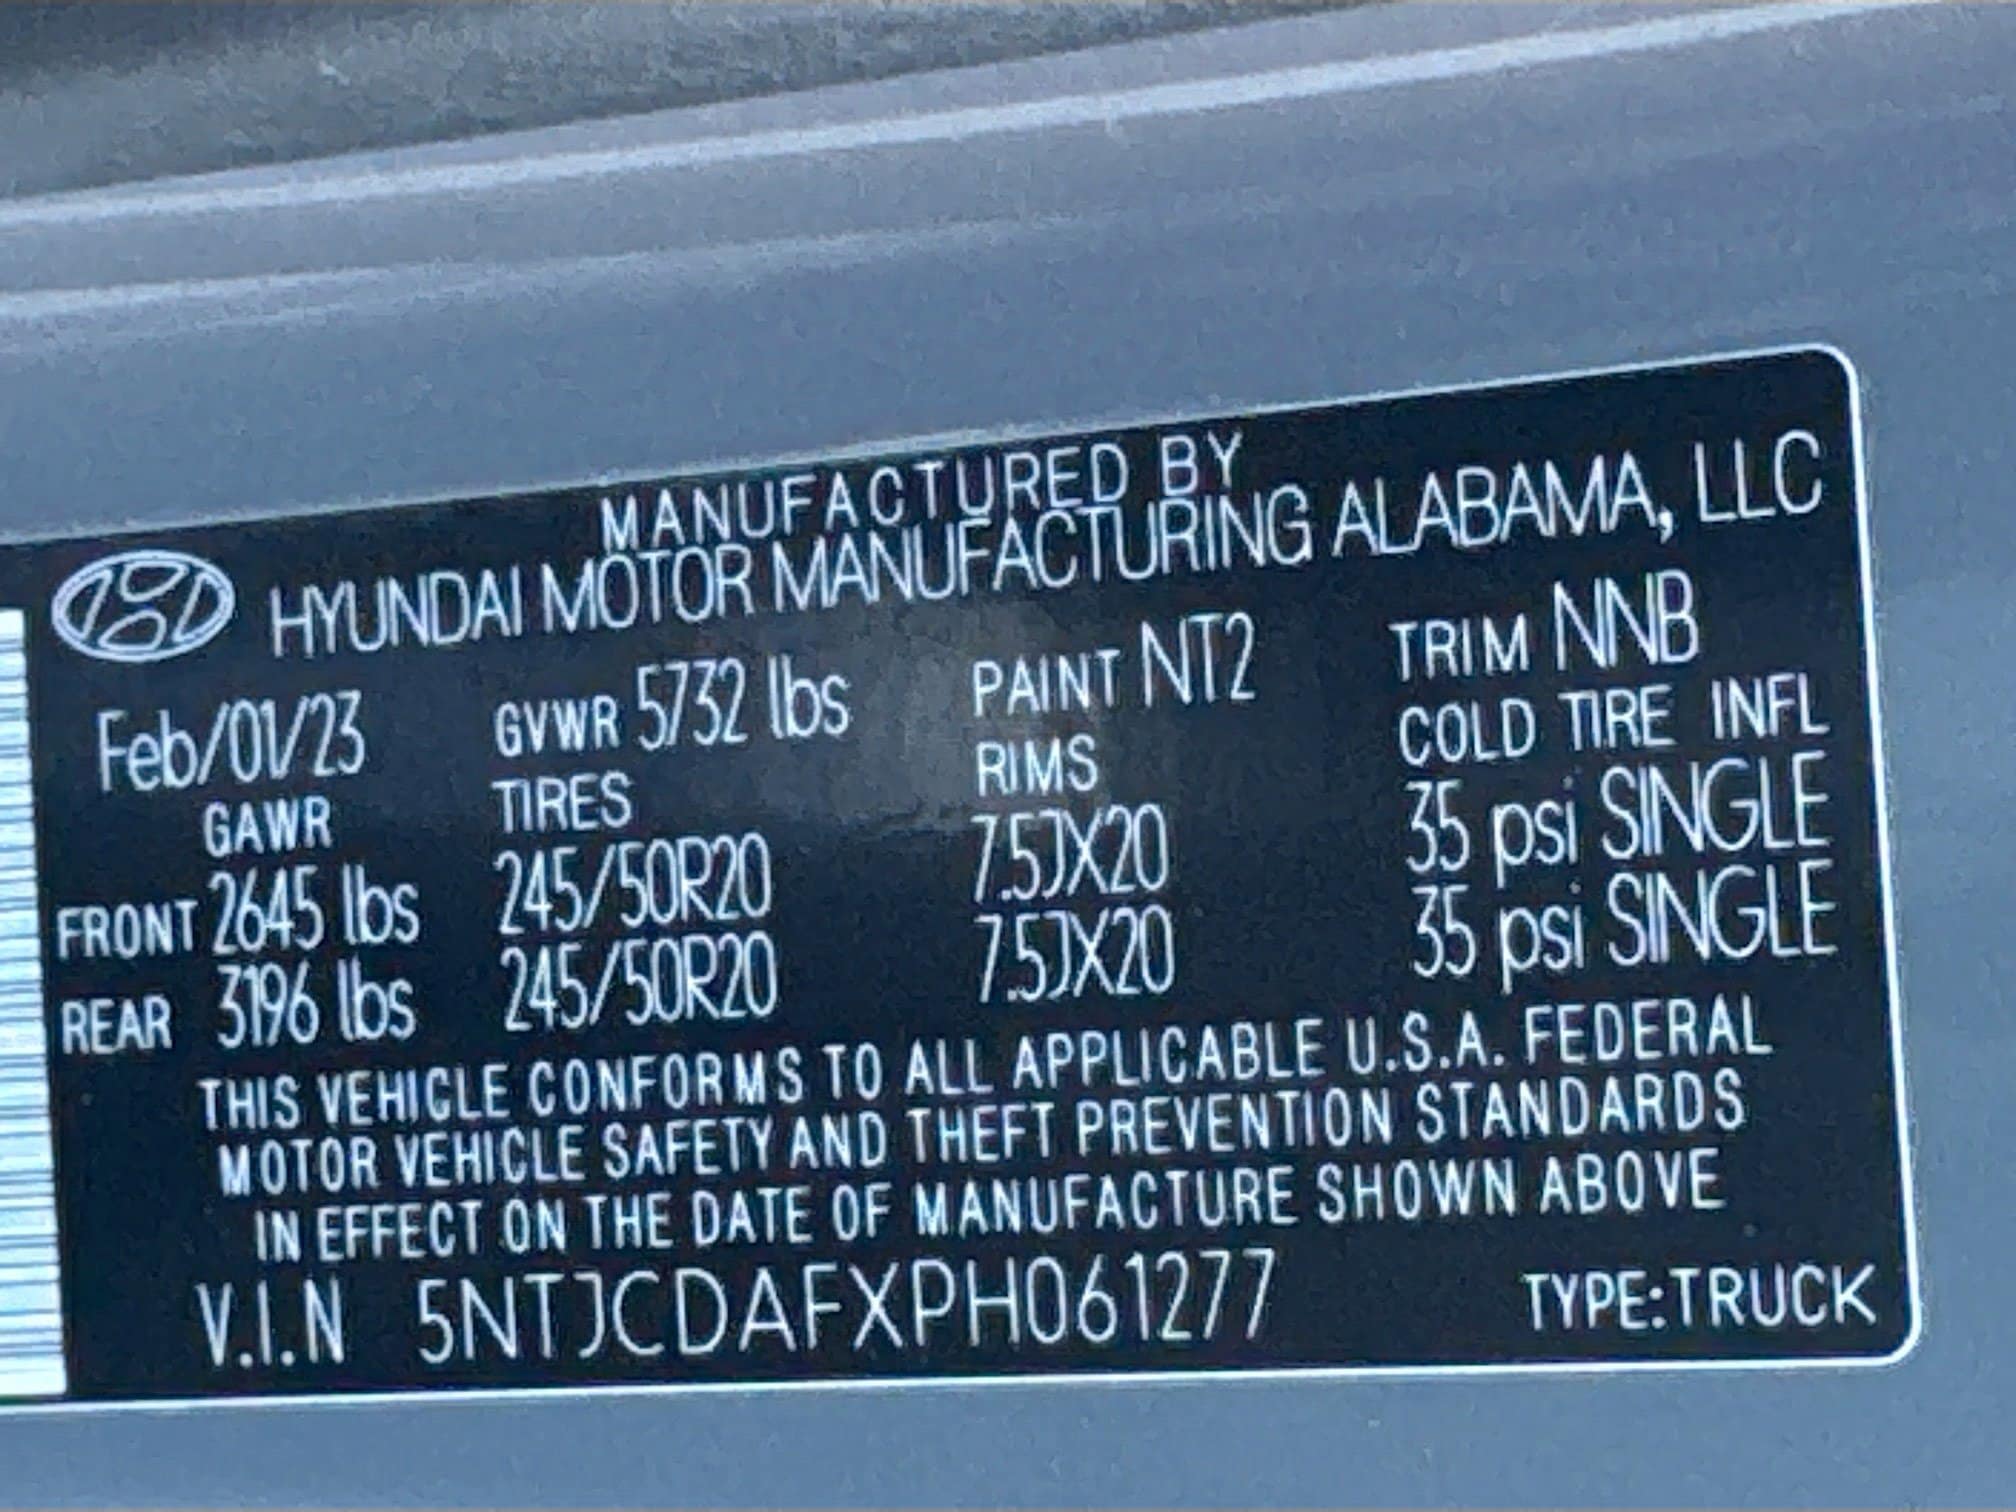 MANUFACTURED BY
HYUNDAI MOTOR MANUFACTURING ALABAMA, LLC
Feb/01/23 GVWR 5732 lbs PAINT NT2 TRIM NNB
GAWR TIRES RIMS COLD TIRE INFL
FRONT 2645 lbs 245/50R20 7.5JX20 35 psi SINGLE
REAR 3196 lbs 245/50R20 7.5JX20 35 psi SINGLE
THIS VEHICLE CONFORMS TO ALL APPLICABLE U.S.A. FEDERAL
MOTOR VEHICLE SAFETY AND THEFT PREVENTION STANDARDS
IN EFFECT ON THE DATE OF MANUFACTURE SHOWN ABOVE
V.I.N 5NTJCDAFXPH061277 TYPE:TRUCK